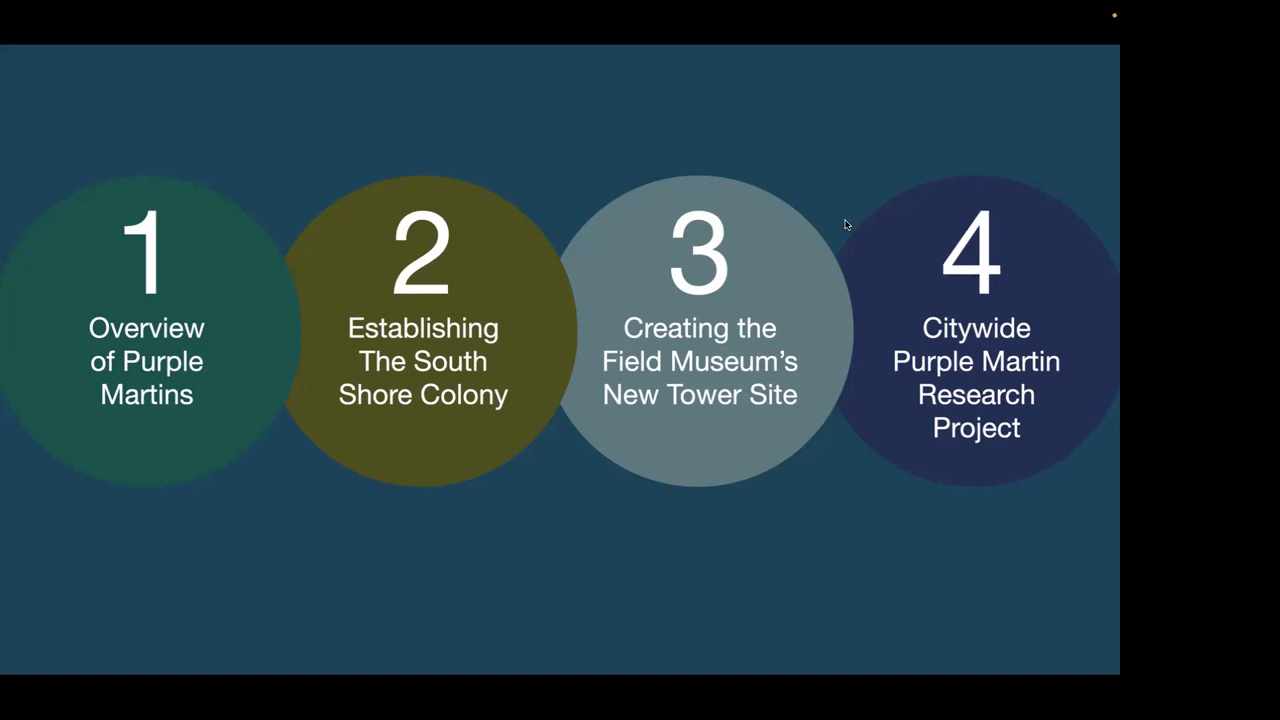 1
Overview
of Purple
Martins
2
Establishing
The South
Shore Colony
3
Creating the
Field Museum’s
New Tower Site
4
Citywide
Purple Martin
Research
Project